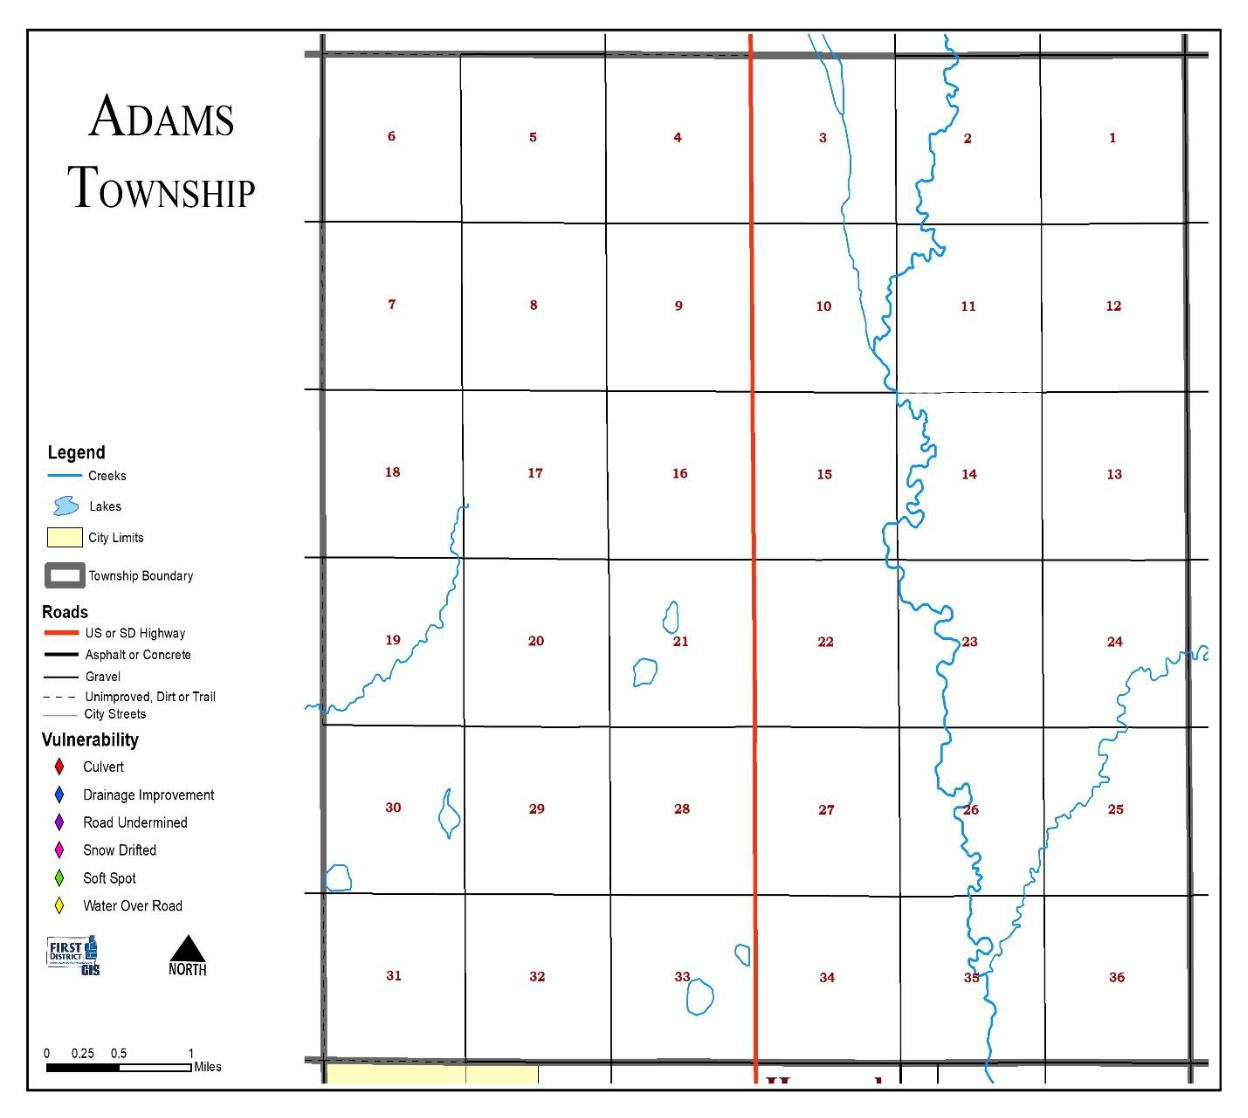 ADAMS
TOWNSHIP
Legend
Creeks
Lakes
City Limits
Township Boundary
Roads
US or SD Highway
Asphalt or Concrete
Gravel
Unimproved, Dirt or Trail
City Streets
Vulnerability
Culvert
Drainage Improvement
Road Undermined
Snow Drifted
Soft Spot
Water Over Road
FIRST
DISTRICT
GIS
NORTH
0 0.25 0.5 1
Miles
6 5 4 3 2 1
7 8 9 10 11 12
18 17 16 15 14 13
19 20 21 22 23 24
30 29 28 27 26 25
31 32 33 34 35 36